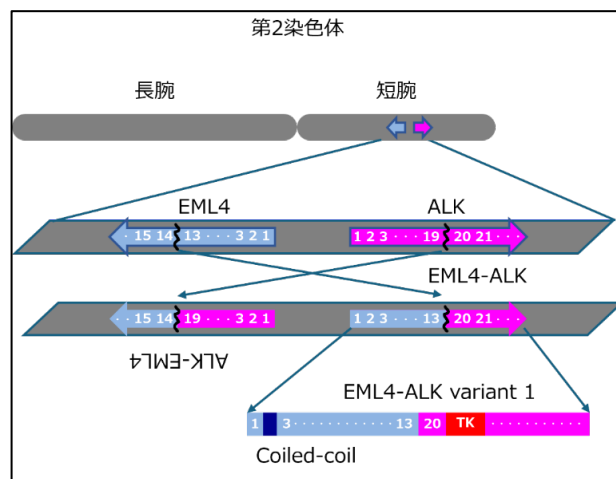 第2染色体
長腕 短腕
EML4 ALK
· · 15 14 13 · · · 3 2 1 1 2 3 · · · 19 20 21 · · ·
EML4-ALK
· · 15 14 19 · · · 3 2 1 1 2 3 · · · 13 20 21 · · ·
ALK-EML4
EML4-ALK variant 1
1 3 · · · · · · · · · · · · 13 20 TK · · · · · · · · · · · ·
Coiled-coil